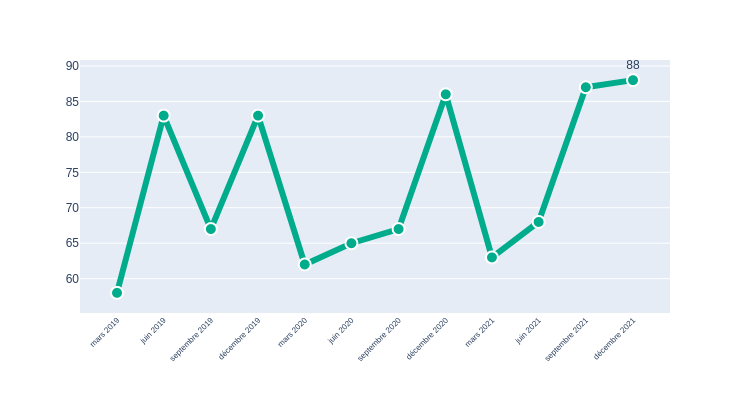 90
88
85
80
75
70
65
60
mars 2019
juin 2019
septembre 2019
décembre 2019
mars 2020
juin 2020
septembre 2020
décembre 2020
mars 2021
juin 2021
septembre 2021
décembre 2021